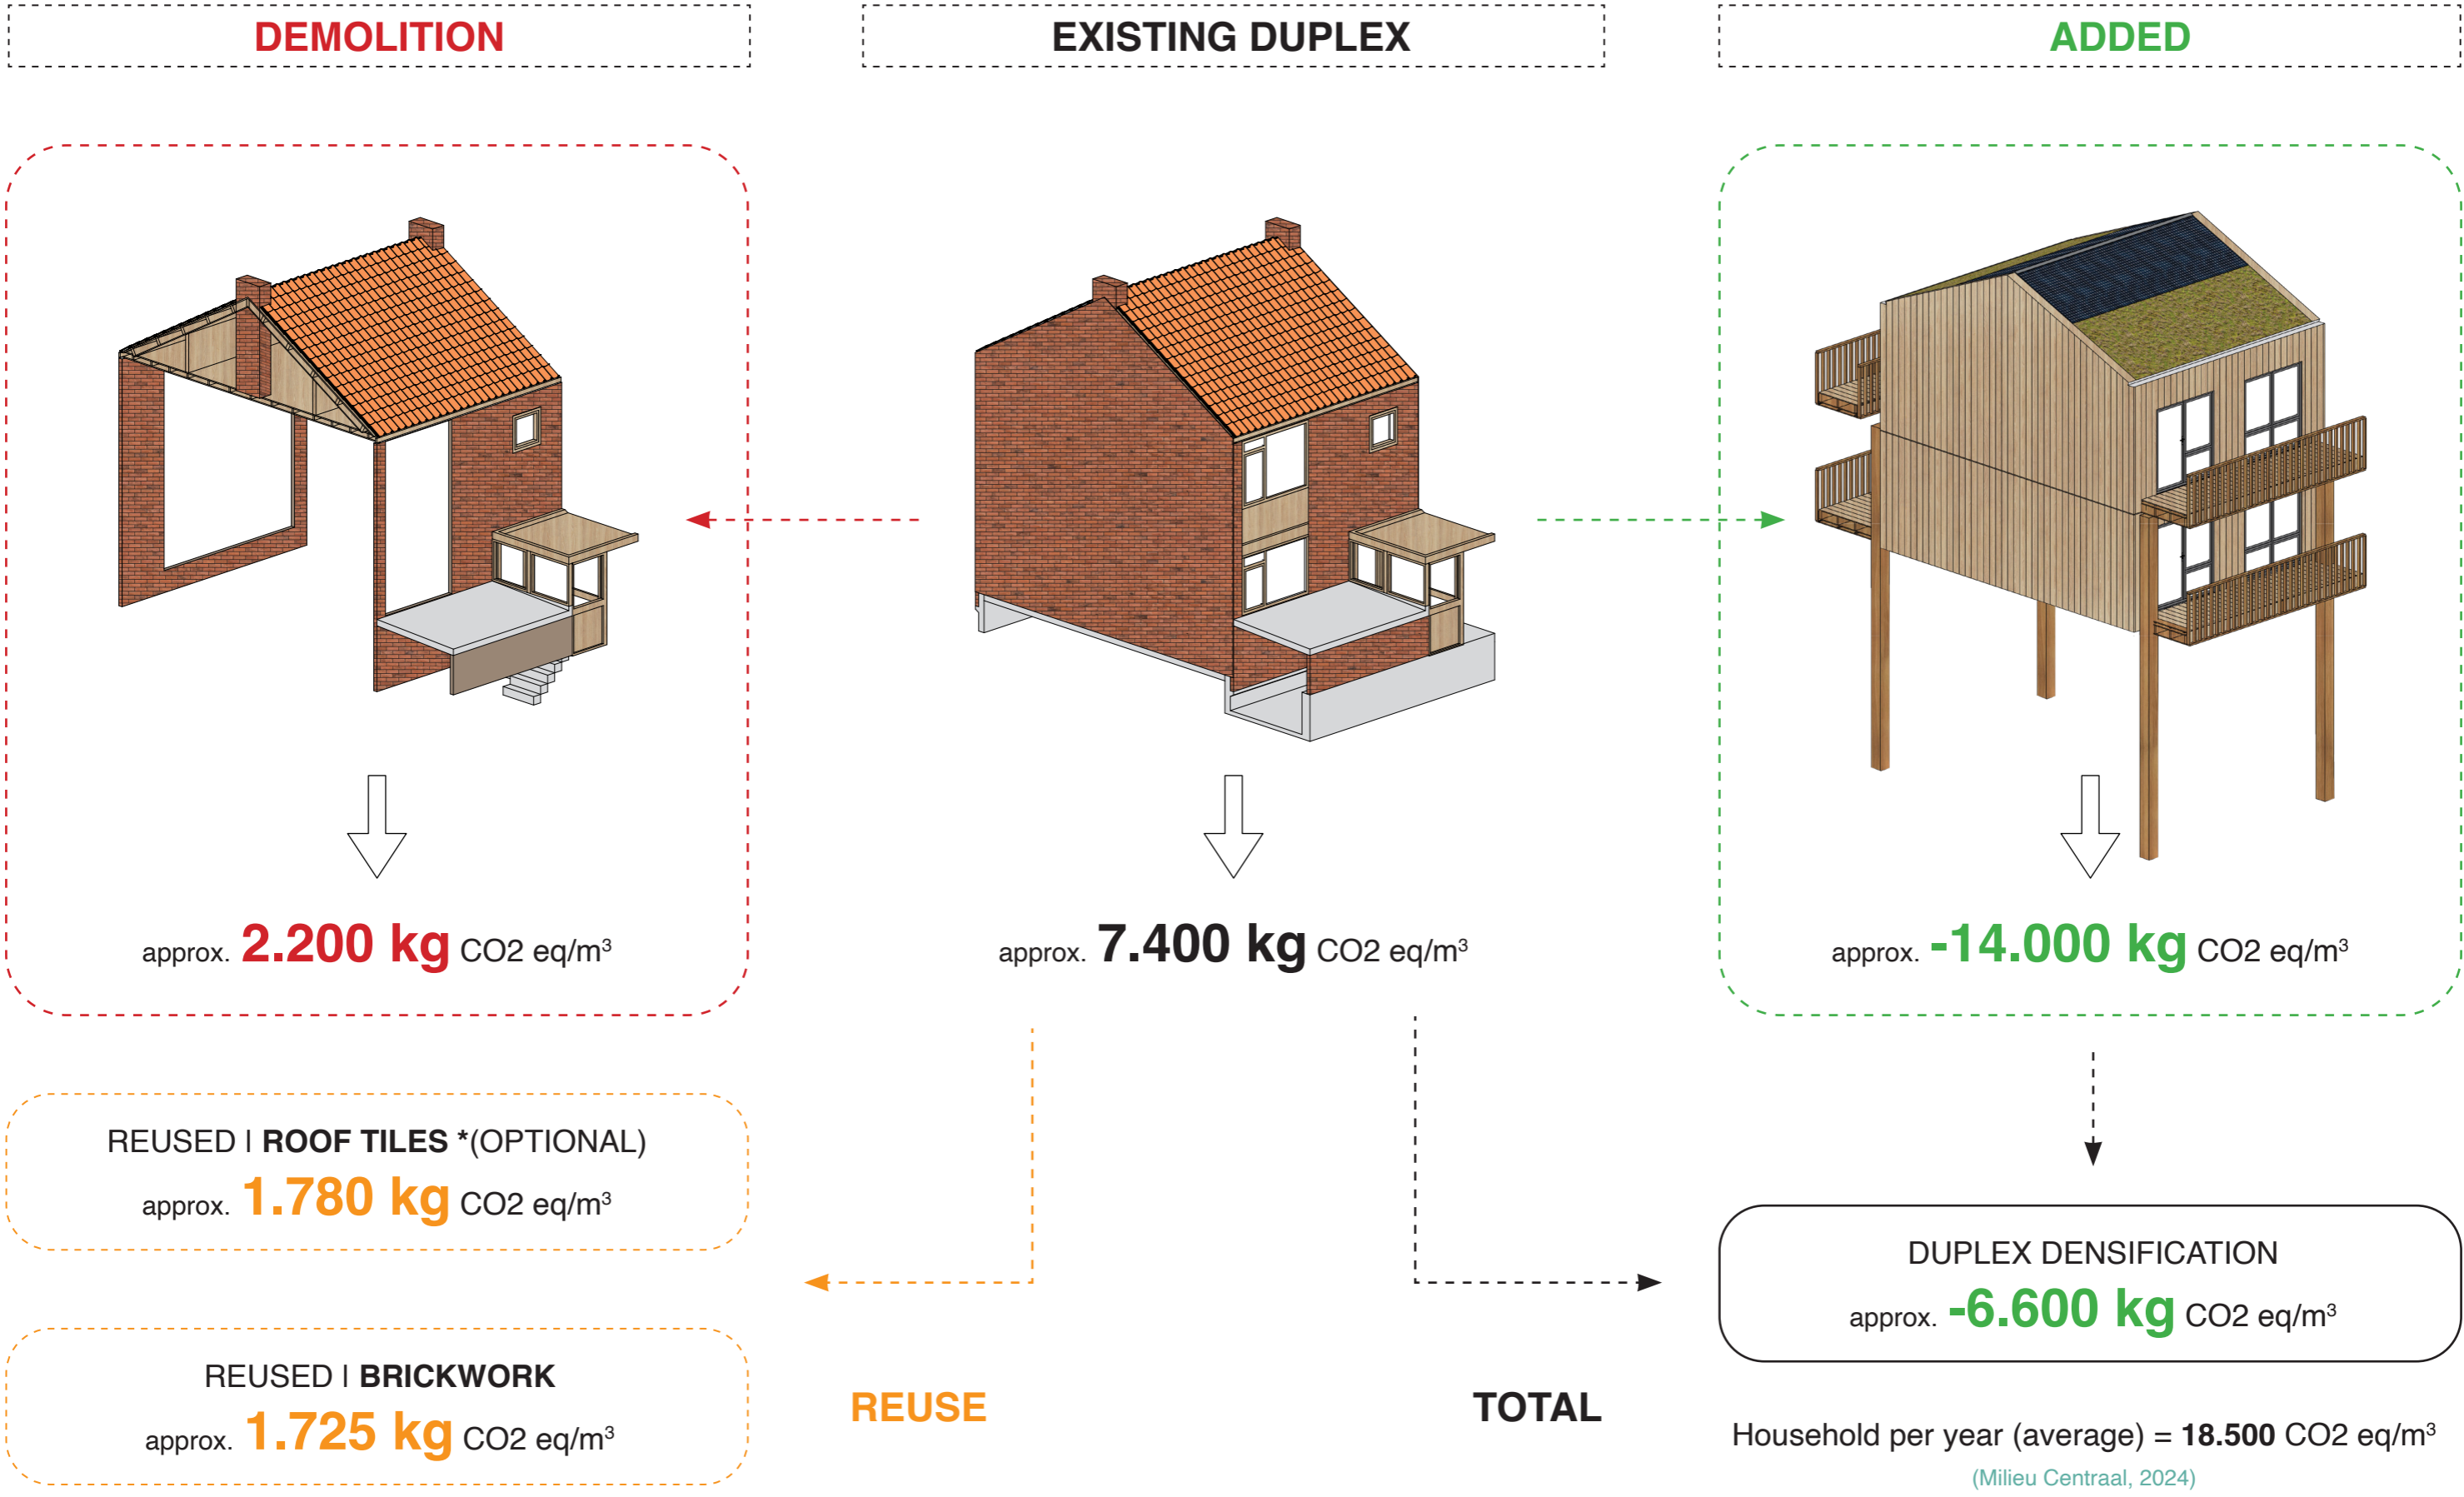 DEMOLITION
EXISTING DUPLEX
ADDED
approx. 2.200 kg CO2 eq/m³
approx. 7.400 kg CO2 eq/m³
approx. -14.000 kg CO2 eq/m³
REUSED | ROOF TILES *(OPTIONAL)
approx. 1.780 kg CO2 eq/m³
REUSED | BRICKWORK
approx. 1.725 kg CO2 eq/m³
REUSE
TOTAL
DUPLEX DENSIFICATION
approx. -6.600 kg CO2 eq/m³
Household per year (average) = 18.500 CO2 eq/m³
(Milieu Centraal, 2024)